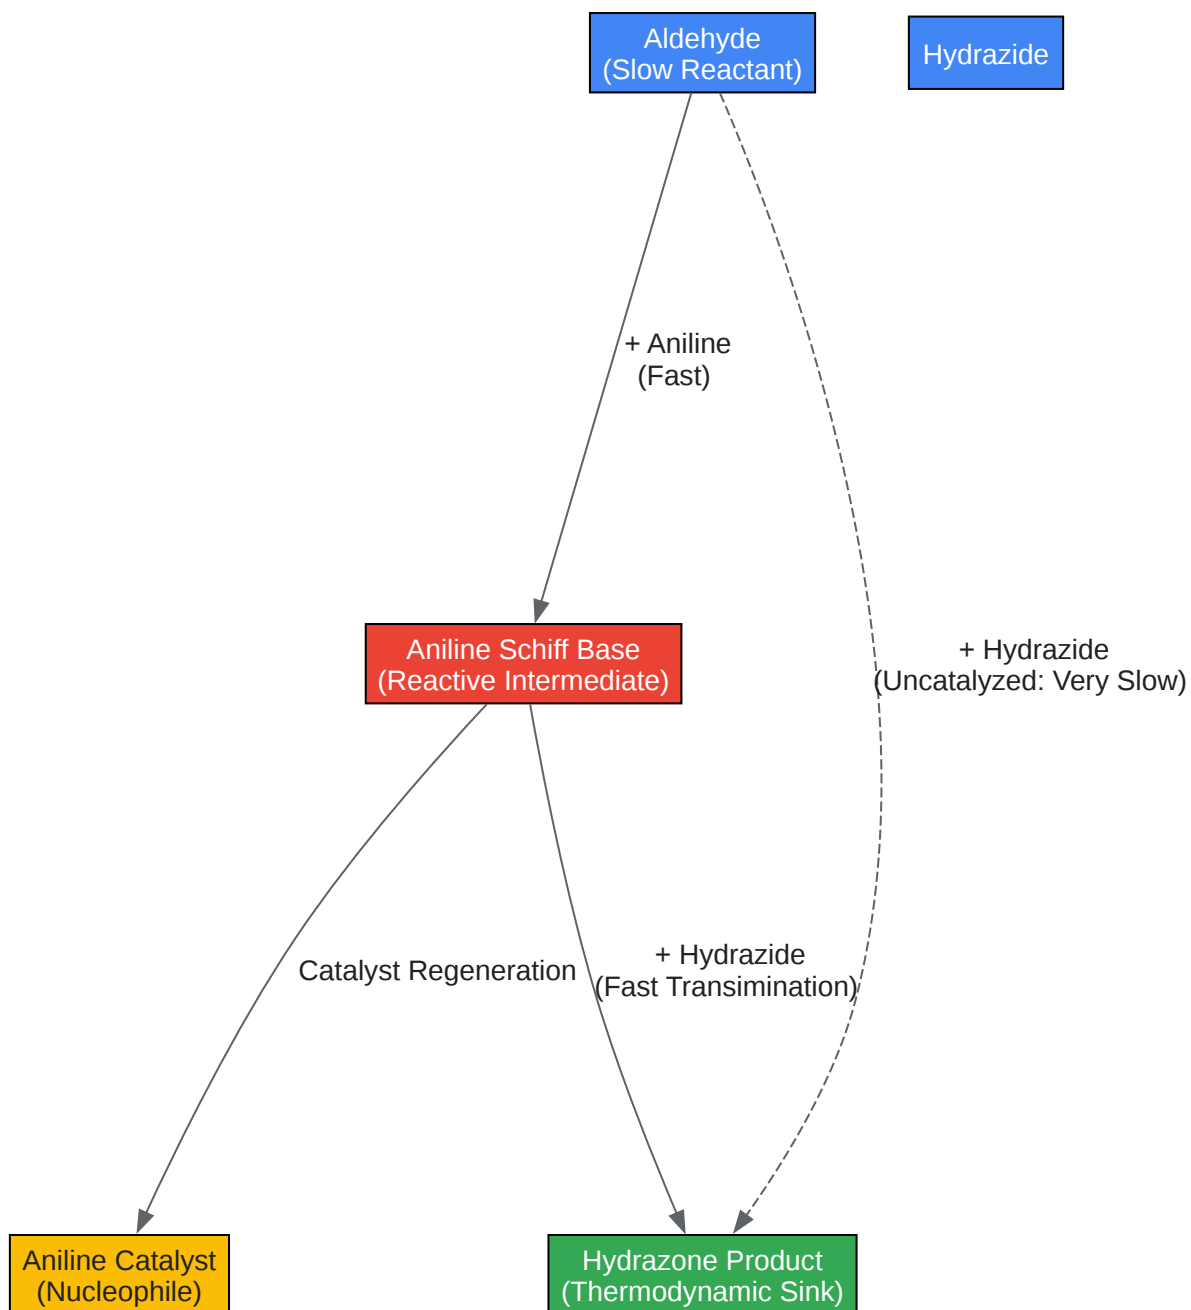 Aldehyde
(Slow Reactant)
Hydrazide
+ Aniline
(Fast)
Aniline Schiff Base
(Reactive Intermediate)
+ Hydrazide
(Uncatalyzed: Very Slow)
Catalyst Regeneration
+ Hydrazide
(Fast Transimination)
Aniline Catalyst
(Nucleophile)
Hydrazone Product
(Thermodynamic Sink)